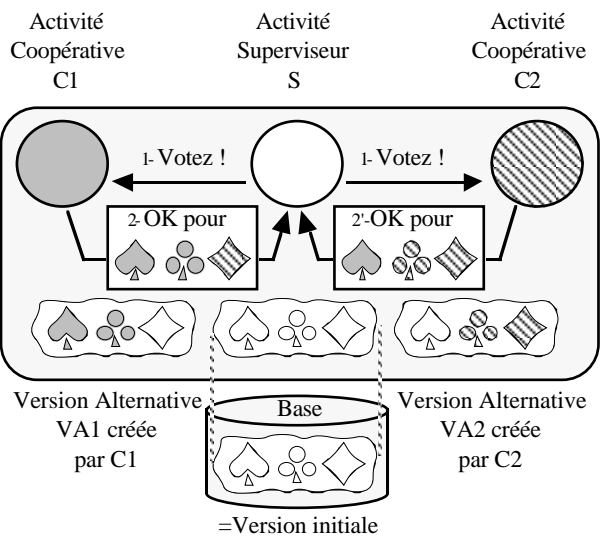 Activité
Coopérative
C1
Activité
Superviseur
S
Activité
Coopérative
C2
1- Votez !
1- Votez !
2- OK pour
2'-OK pour
Version Alternative
VA1 créée
par C1
Base
Version Alternative
VA2 créée
par C2
=Version initiale